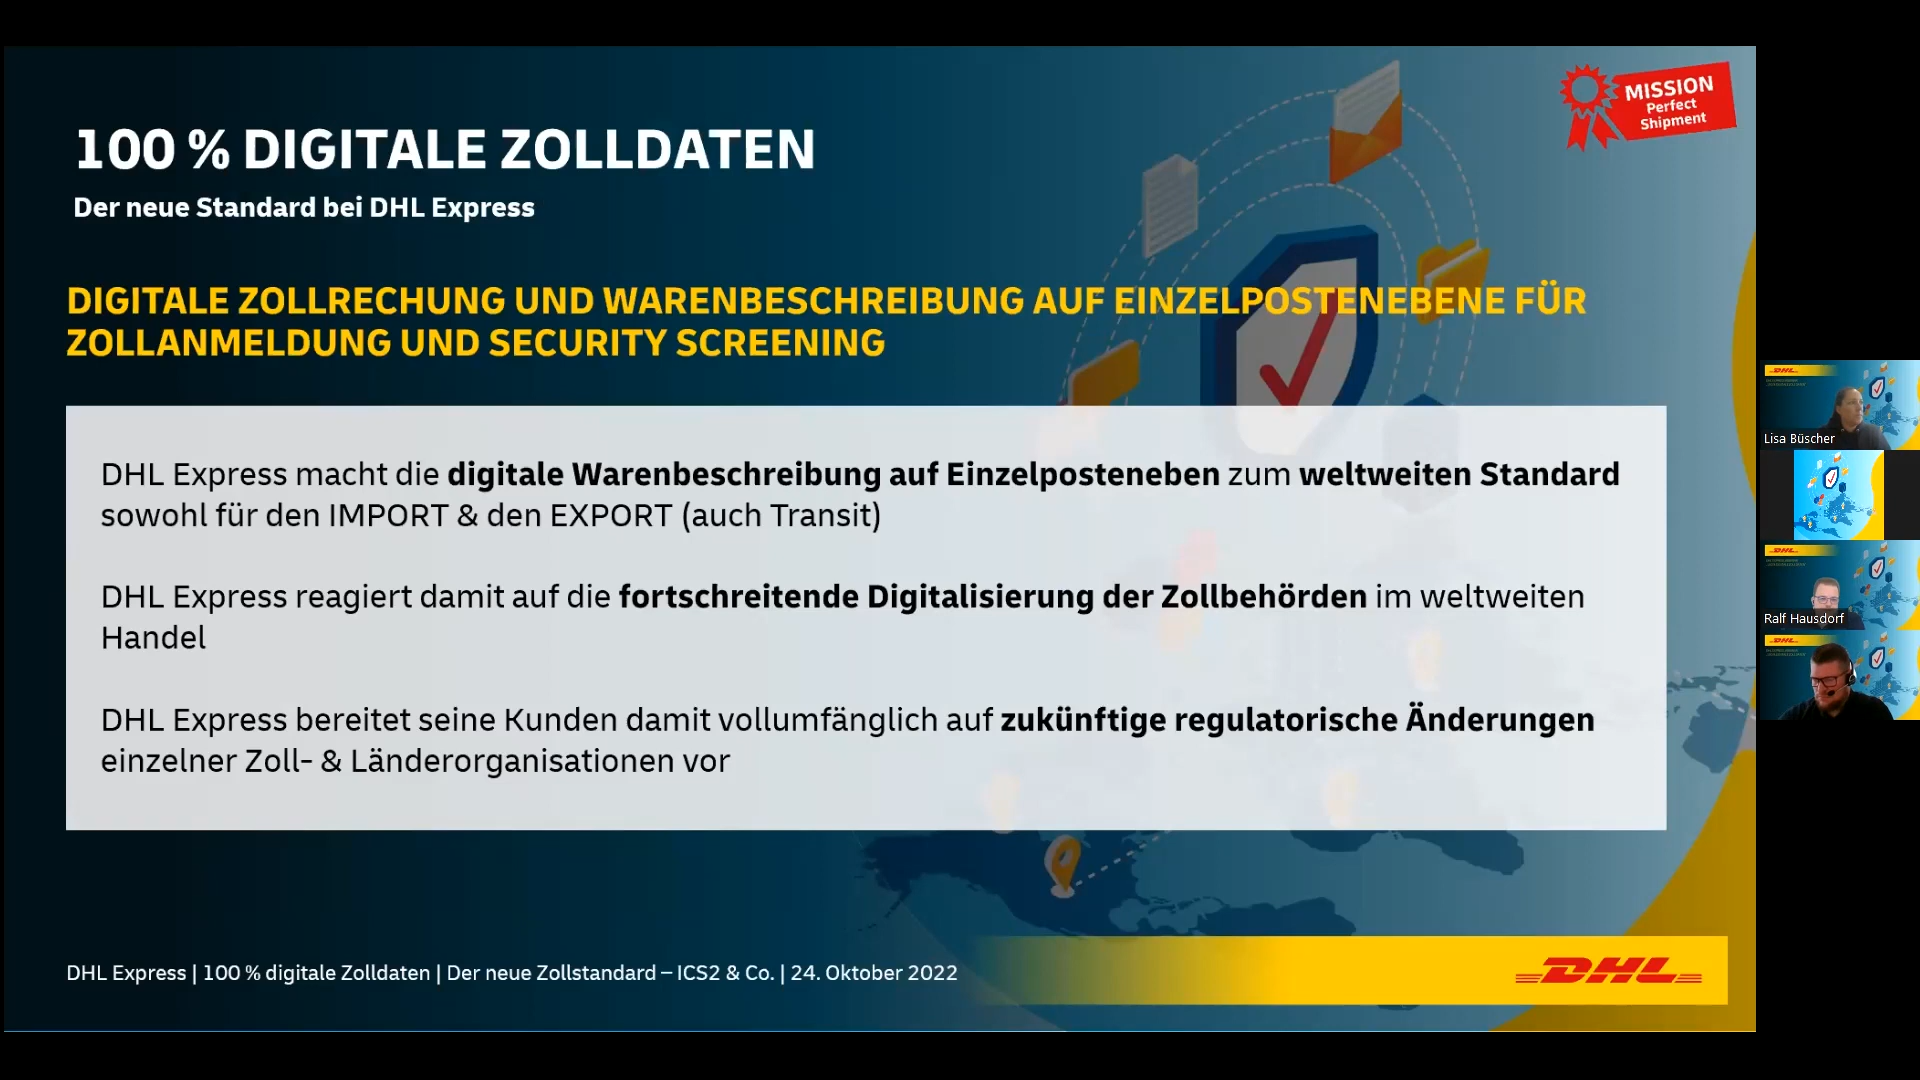 MISSION
Perfect
Shipment
100 % DIGITALE ZOLLDATEN
Der neue Standard bei DHL Express
DIGITALE ZOLLRECHUNG UND WARENBESCHREIBUNG AUF EINZELPOSTENEBENE FÜR
ZOLLANMELDUNG UND SECURITY SCREENING
DHL Express macht die digitale Warenbeschreibung auf Einzelposteneben zum weltweiten Standard
sowohl für den IMPORT & den EXPORT (auch Transit)
DHL Express reagiert damit auf die fortschreitende Digitalisierung der Zollbehörden im weltweiten
Handel
DHL Express bereitet seine Kunden damit vollumfänglich auf zukünftige regulatorische Änderungen
einzelner Zoll- & Länderorganisationen vor
DHL Express | 100 % digitale Zolldaten | Der neue Zollstandard – ICS2 & Co. | 24. Oktober 2022
DHL
DHL
Lisa Büscher
DHL
Ralf Hausdorf
DHL